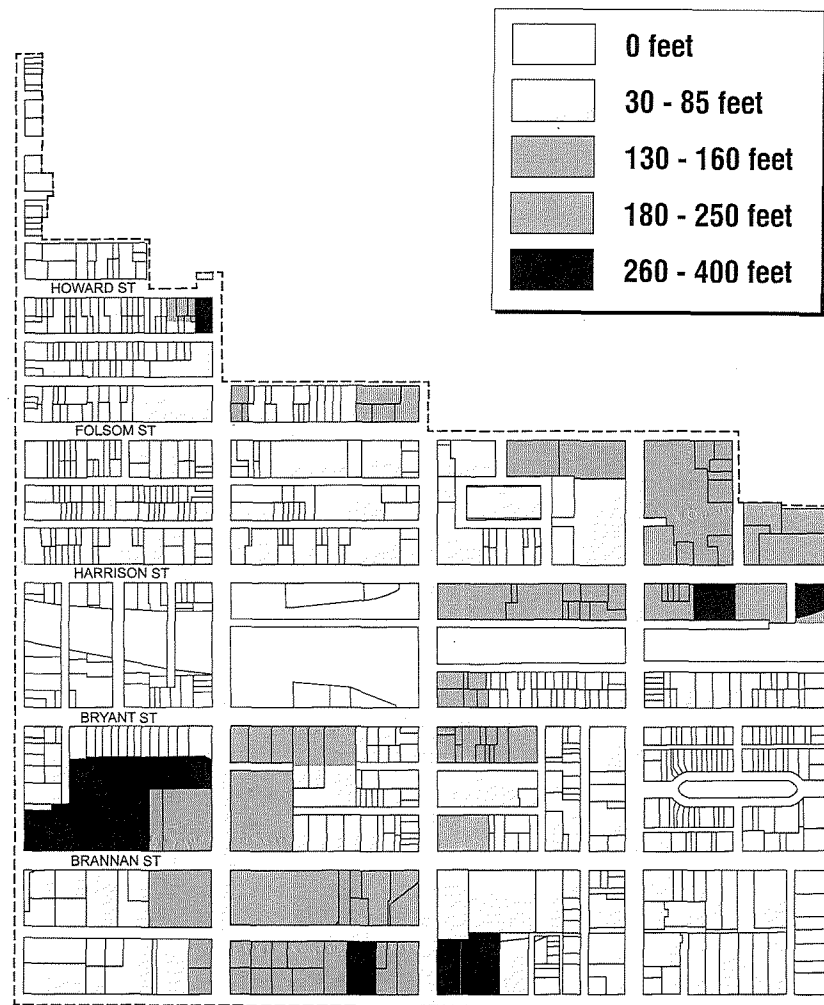 0 feet
30 - 85 feet
130 - 160 feet
180 - 250 feet
260 - 400 feet
HOWARD ST
FOLSOM ST
HARRISON ST
BRYANT ST
BRANNAN ST